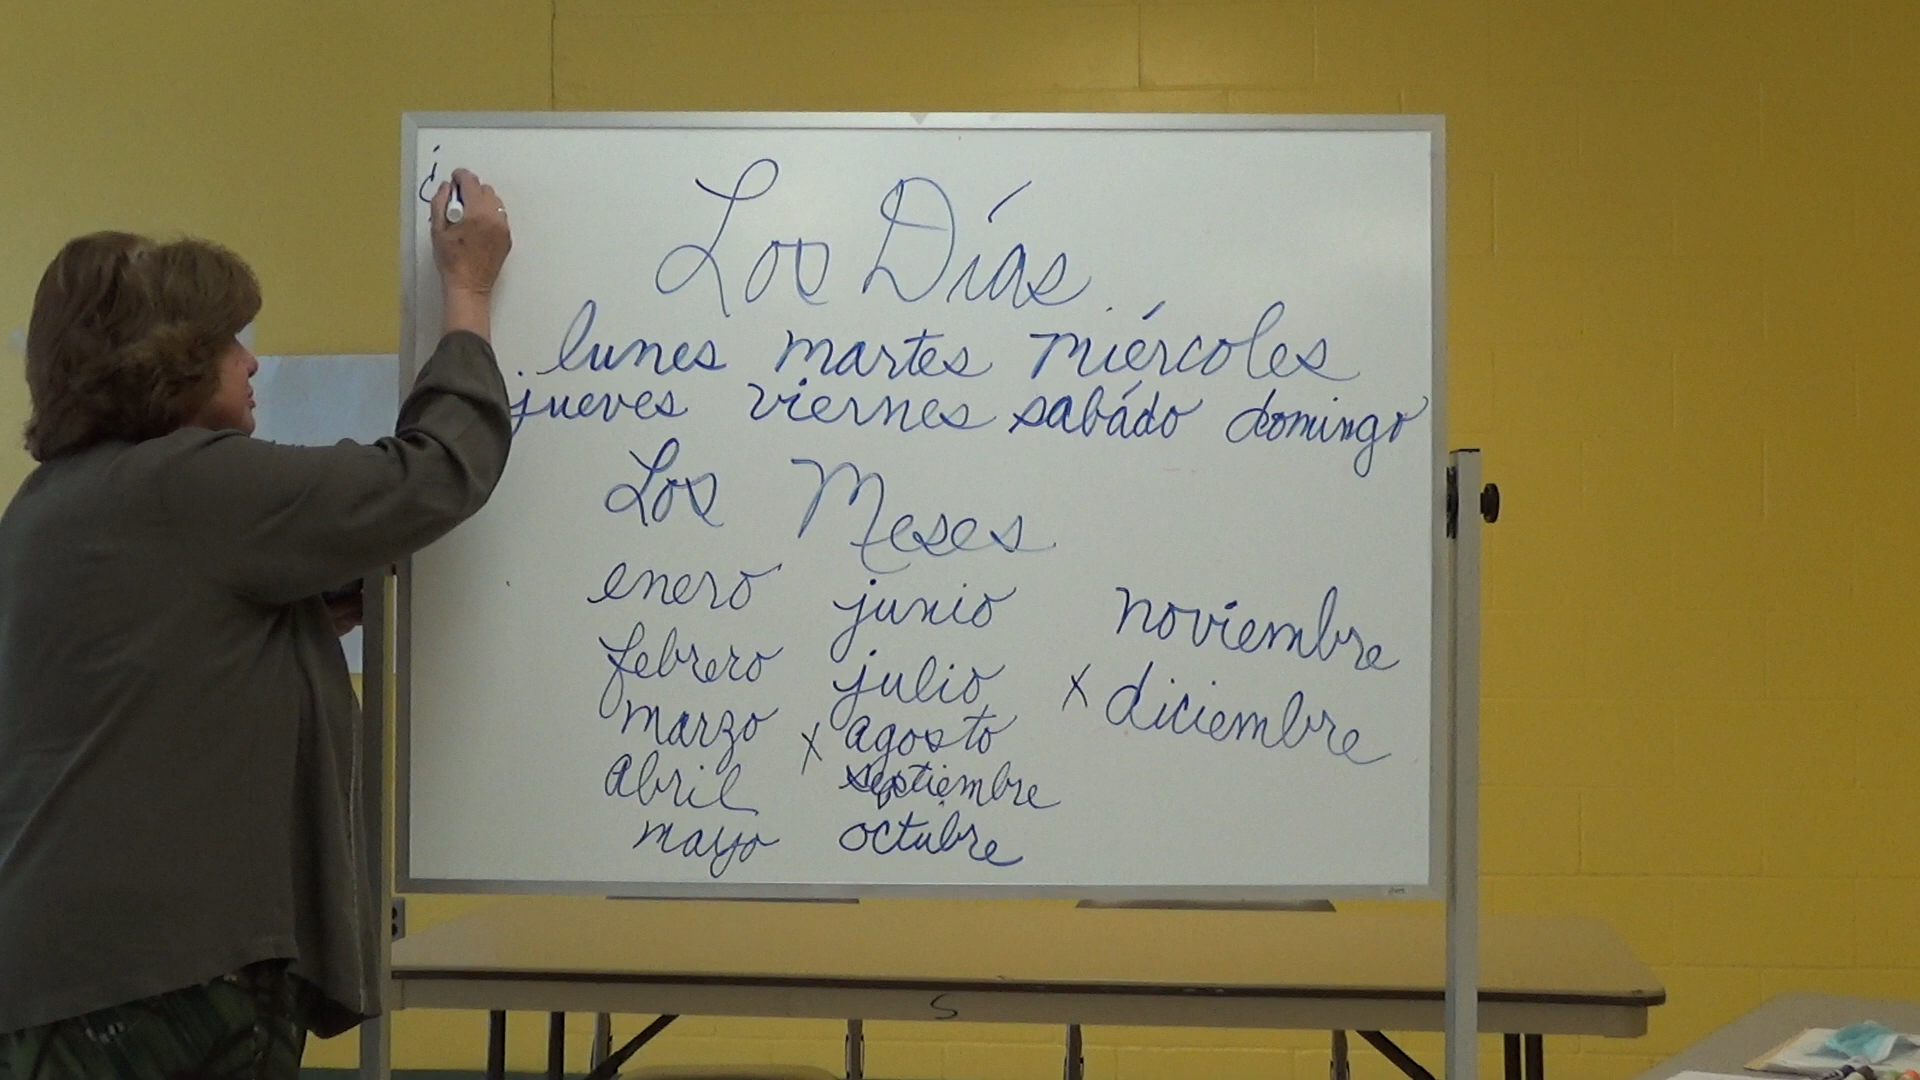 ¿
Los Días
lunes martes miércoles
jueves viernes sabádo domingo
Los Meses
enero junio noviembre
febrero julio x diciembre
marzo x agosto
abril septiembre
mayo octubre
S